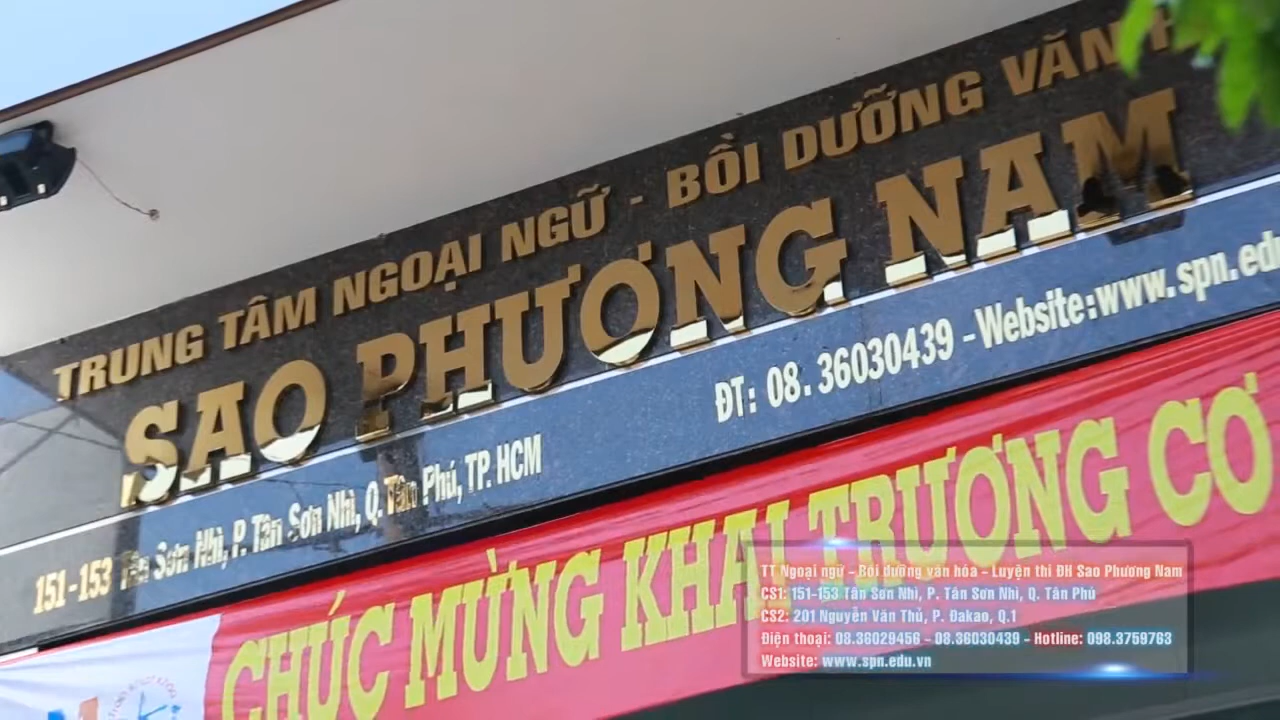 TRUNG TÂM NGOẠI NGỮ - BỒI DƯỠNG VĂN
SAO PHƯƠNG NAM
151-153 Tân Sơn Nhì, P. Tân Sơn Nhì, Q. Tân Phú, TP. HCM
ĐT: 08. 36030439 - Website:www.spn.edu
CHÚC MỪNG KHAI TRƯƠNG CƠ
TT Ngoại ngữ - Bồi dưỡng văn hóa - Luyện thi ĐH Sao Phương Nam
CS1: 151-153 Tân Sơn Nhì, P. Tân Sơn Nhì, Q. Tân Phú
CS2: 201 Nguyễn Văn Thủ, P. Đakao, Q.1
Điện thoại: 08.36029456 - 08.36030439 - Hotline: 098.3759763
Website: www.spn.edu.vn